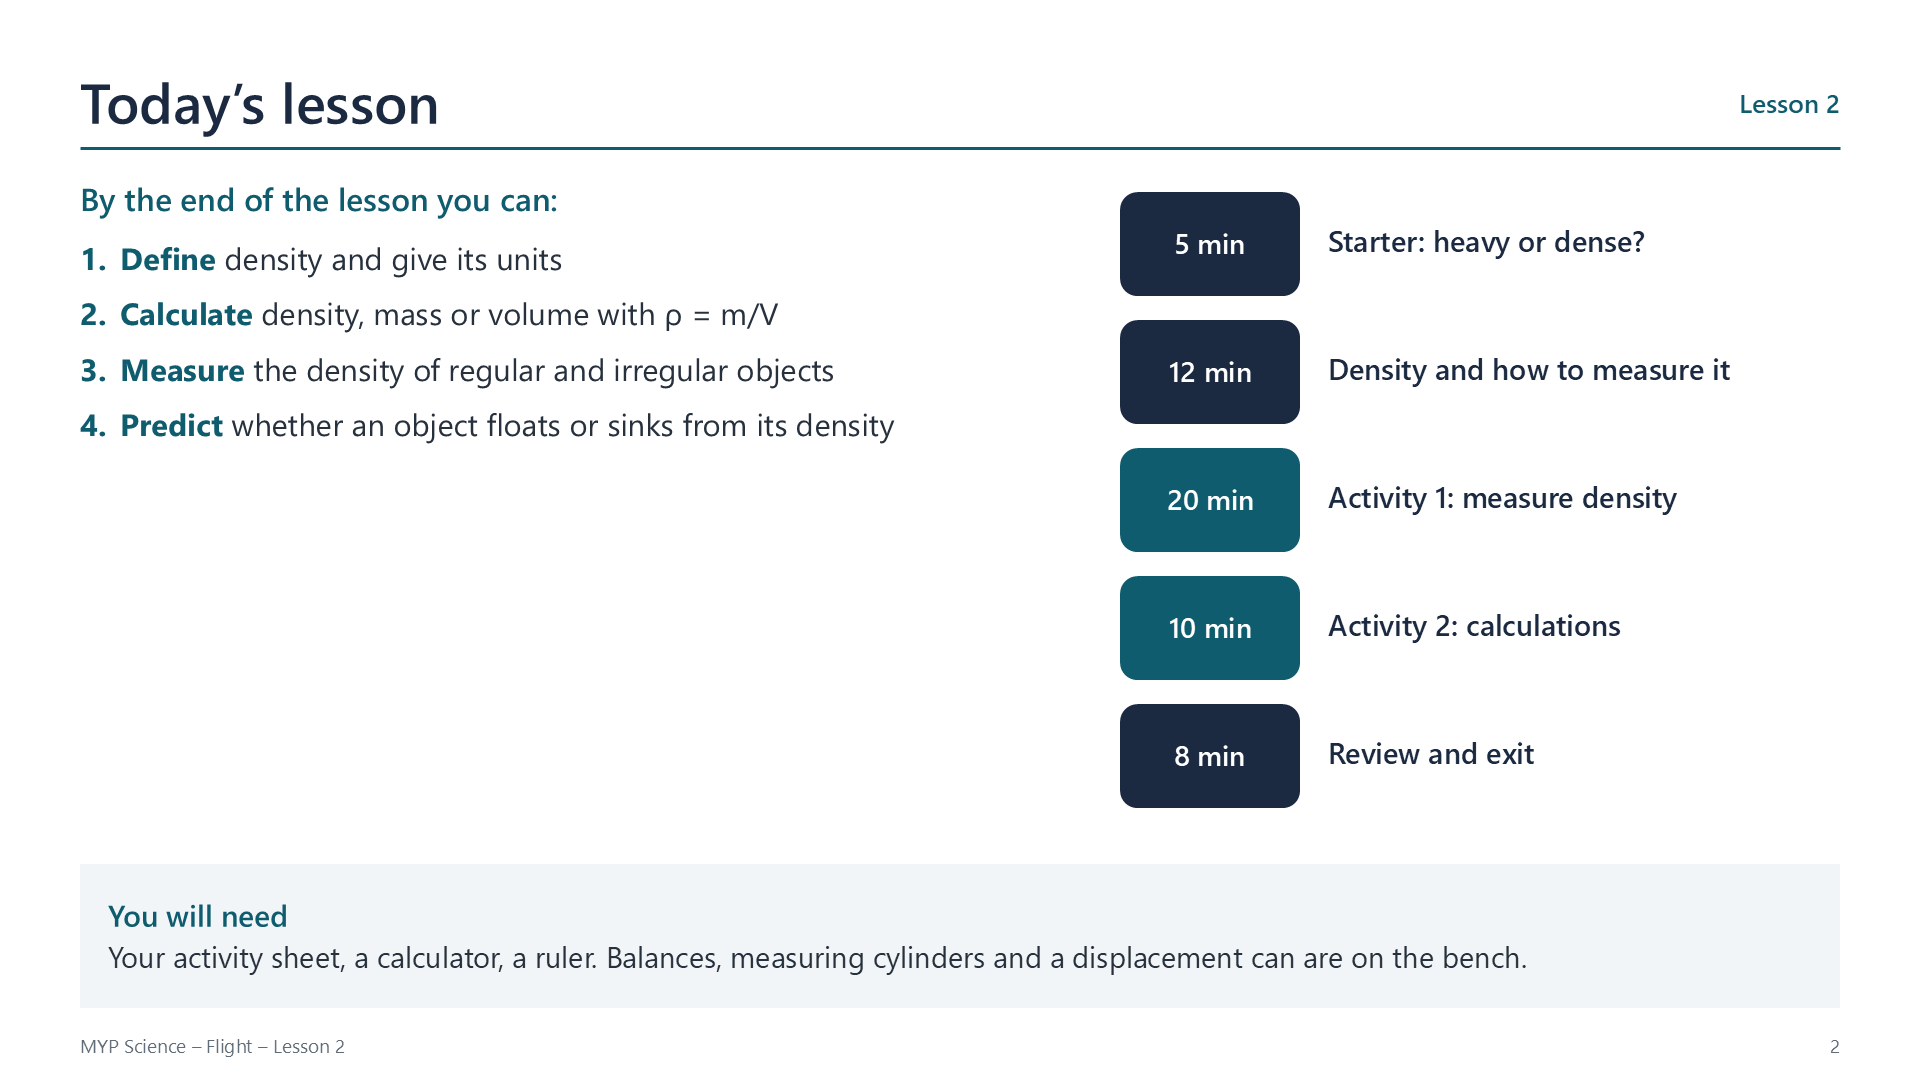 Today’s lesson
Lesson 2
By the end of the lesson you can:
1. Define density and give its units
2. Calculate density, mass or volume with ρ = m/V
3. Measure the density of regular and irregular objects
4. Predict whether an object floats or sinks from its density
5 min
Starter: heavy or dense?
12 min
Density and how to measure it
20 min
Activity 1: measure density
10 min
Activity 2: calculations
8 min
Review and exit
You will need
Your activity sheet, a calculator, a ruler. Balances, measuring cylinders and a displacement can are on the bench.
MYP Science – Flight – Lesson 2
2